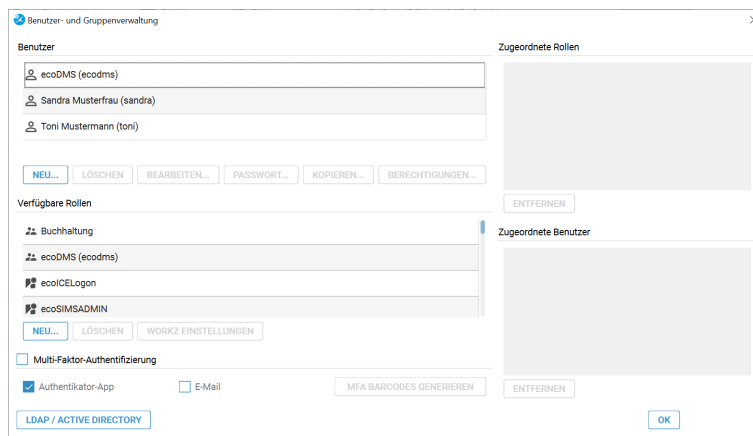 Benutzer- und Gruppenverwaltung
Benutzer
ecoDMS (ecodms)
Sandra Musterfrau (sandra)
Toni Mustermann (toni)
NEU... LÖSCHEN BEARBEITEN... PASSWORT... KOPIEREN... BERECHTIGUNGEN...
Verfügbare Rollen
Buchhaltung
ecoDMS (ecodms)
ecoICELogon
ecoSIMSADMIN
NEU... LÖSCHEN WORKZ EINSTELLUNGEN
Multi-Faktor-Authentifizierung
Authentikator-App E-Mail MFA BARCODES GENERIEREN
LDAP / ACTIVE DIRECTORY
Zugeordnete Rollen
ENTFERNEN
Zugeordnete Benutzer
ENTFERNEN
OK